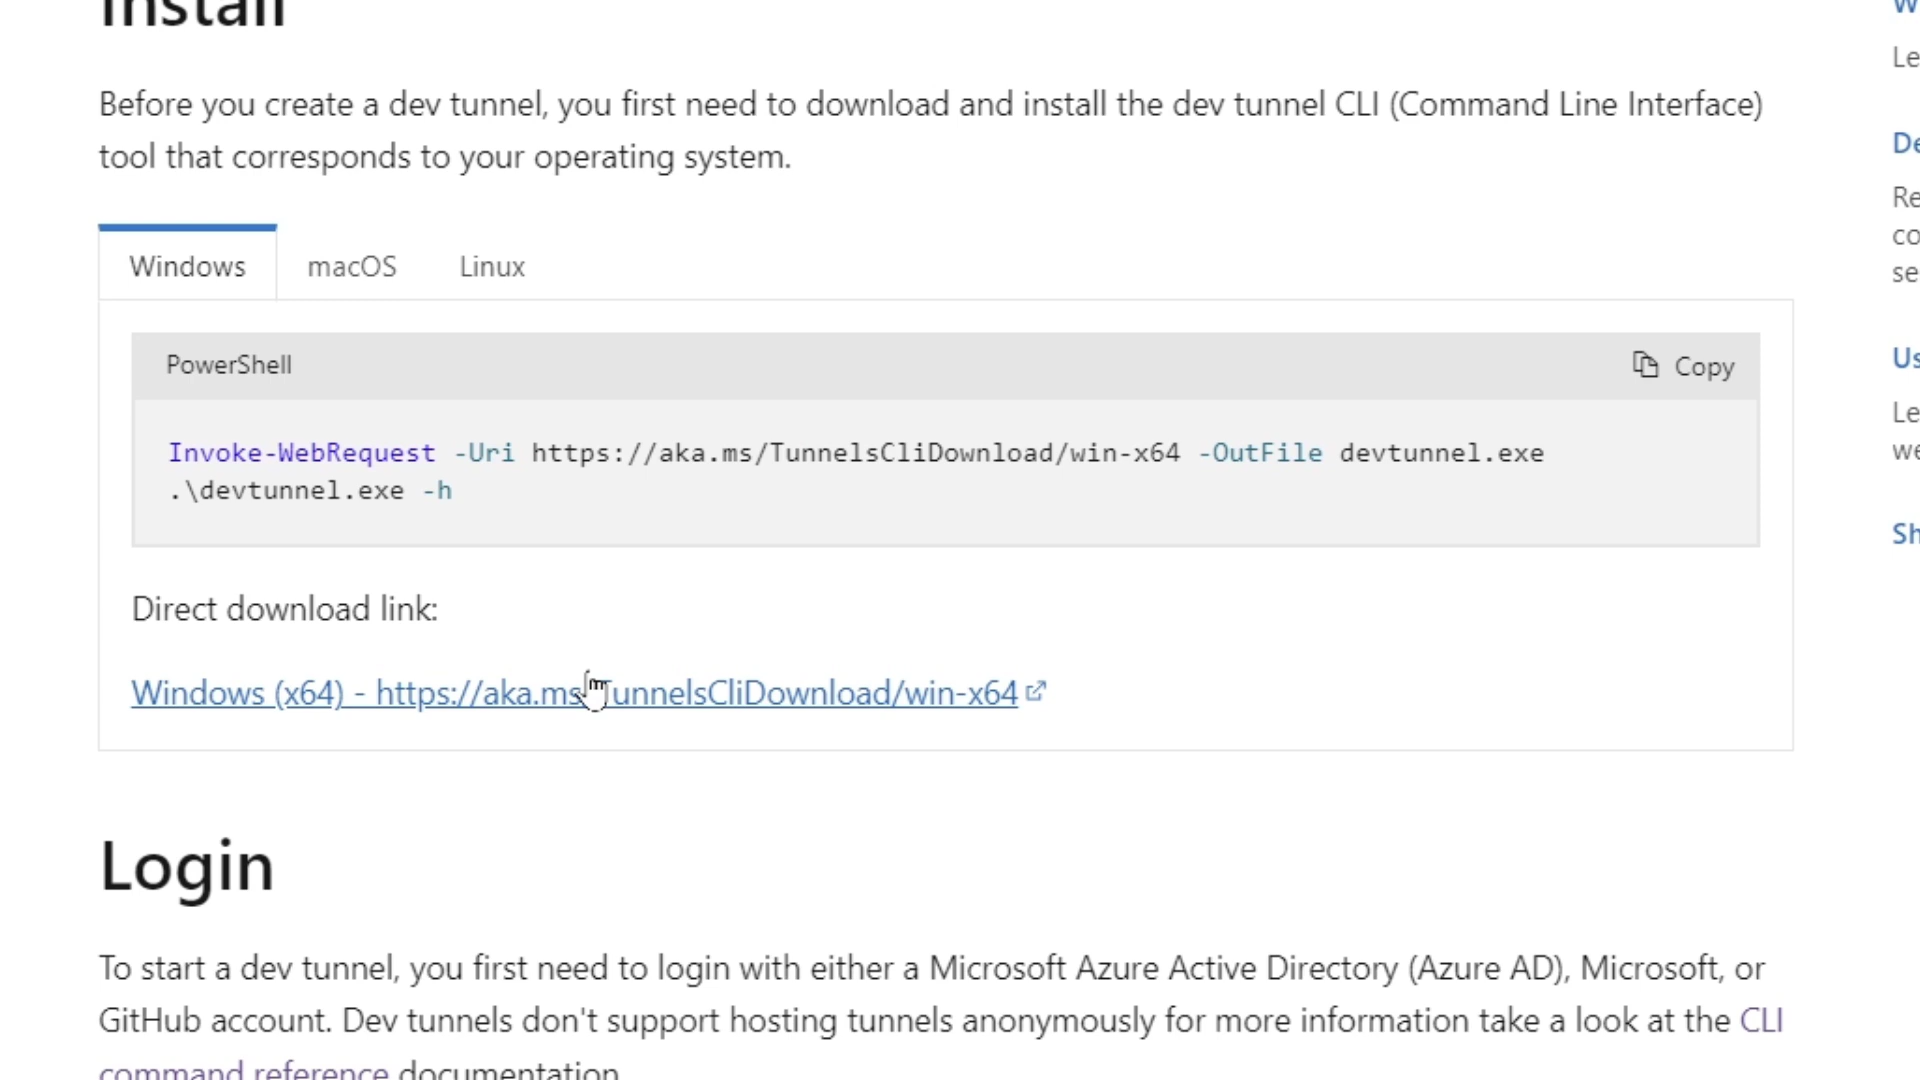 Install
Before you create a dev tunnel, you first need to download and install the dev tunnel CLI (Command Line Interface)
tool that corresponds to your operating system.
Windows macOS Linux
PowerShell Copy
Invoke-WebRequest -Uri https://aka.ms/TunnelsCliDownload/win-x64 -OutFile devtunnel.exe
.\devtunnel.exe -h
Direct download link:
Windows (x64) - https://aka.ms/TunnelsCliDownload/win-x64
Login
To start a dev tunnel, you first need to login with either a Microsoft Azure Active Directory (Azure AD), Microsoft, or
GitHub account. Dev tunnels don't support hosting tunnels anonymously for more information take a look at the CLI
command reference documentation.